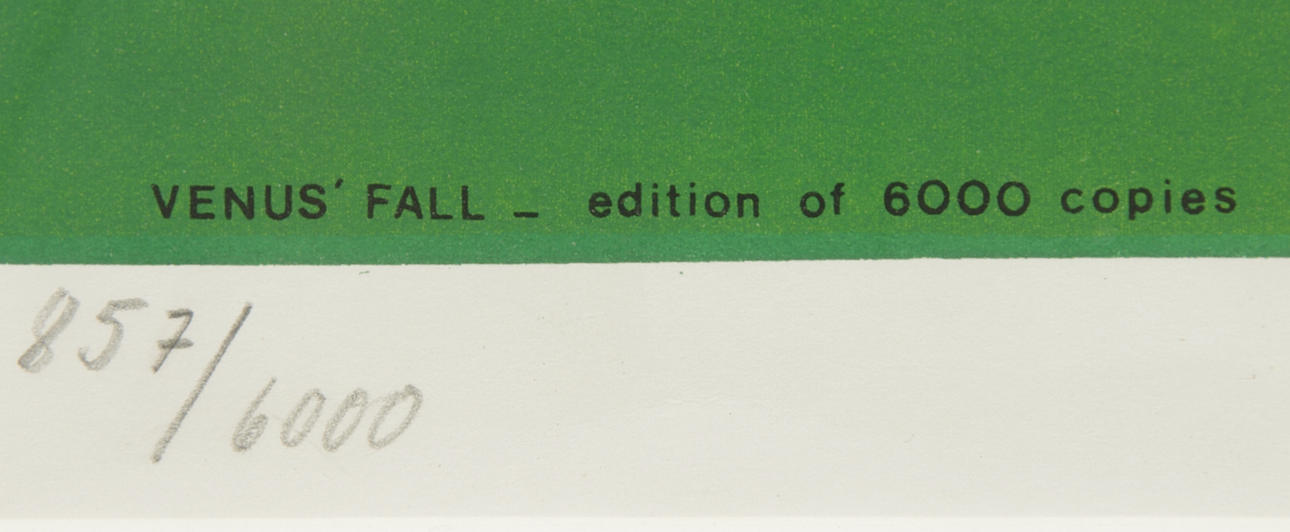 VENUS' FALL – edition of 6000 copies
857/6000